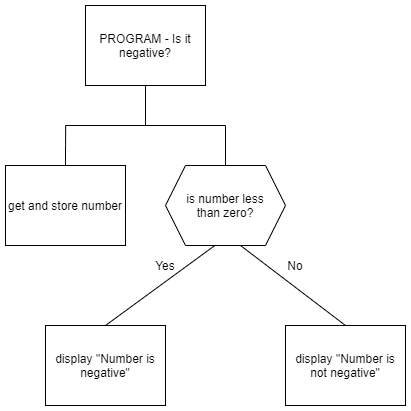 PROGRAM - Is it
negative?
get and store number
is number less
than zero?
Yes
No
display "Number is
negative"
display "Number is
not negative"